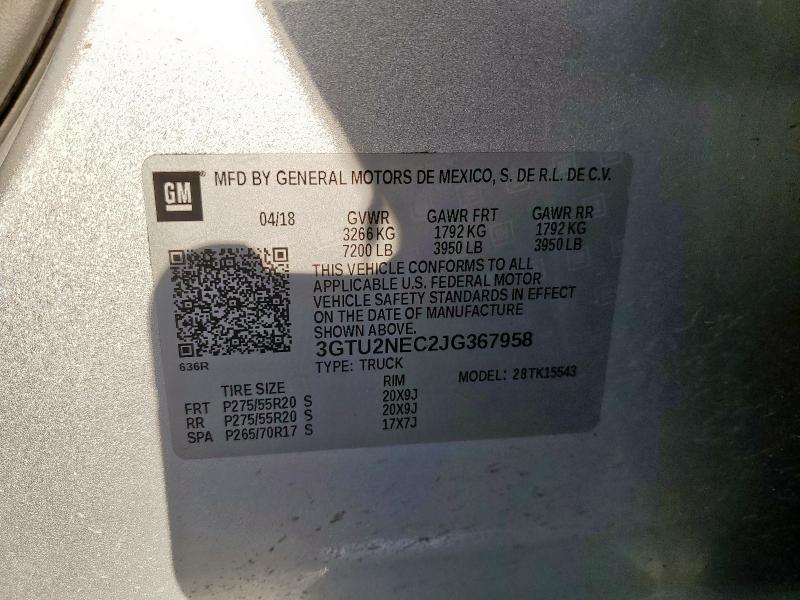 GM
MFD BY GENERAL MOTORS DE MEXICO, S. DE R.L. DE C.V.
04/18 GVWR GAWR FRT GAWR RR
3266 KG 1792 KG 1792 KG
7200 LB 3950 LB 3950 LB
THIS VEHICLE CONFORMS TO ALL
APPLICABLE U.S. FEDERAL MOTOR
VEHICLE SAFETY STANDARDS IN EFFECT
ON THE DATE OF MANUFACTURE
SHOWN ABOVE.
3GTU2NEC2JG367958
636R
TYPE: TRUCK
MODEL: 28TK15543
TIRE SIZE RIM
FRT P275/55R20 S 20X9J
RR P275/55R20 S 20X9J
SPA P265/70R17 S 17X7J